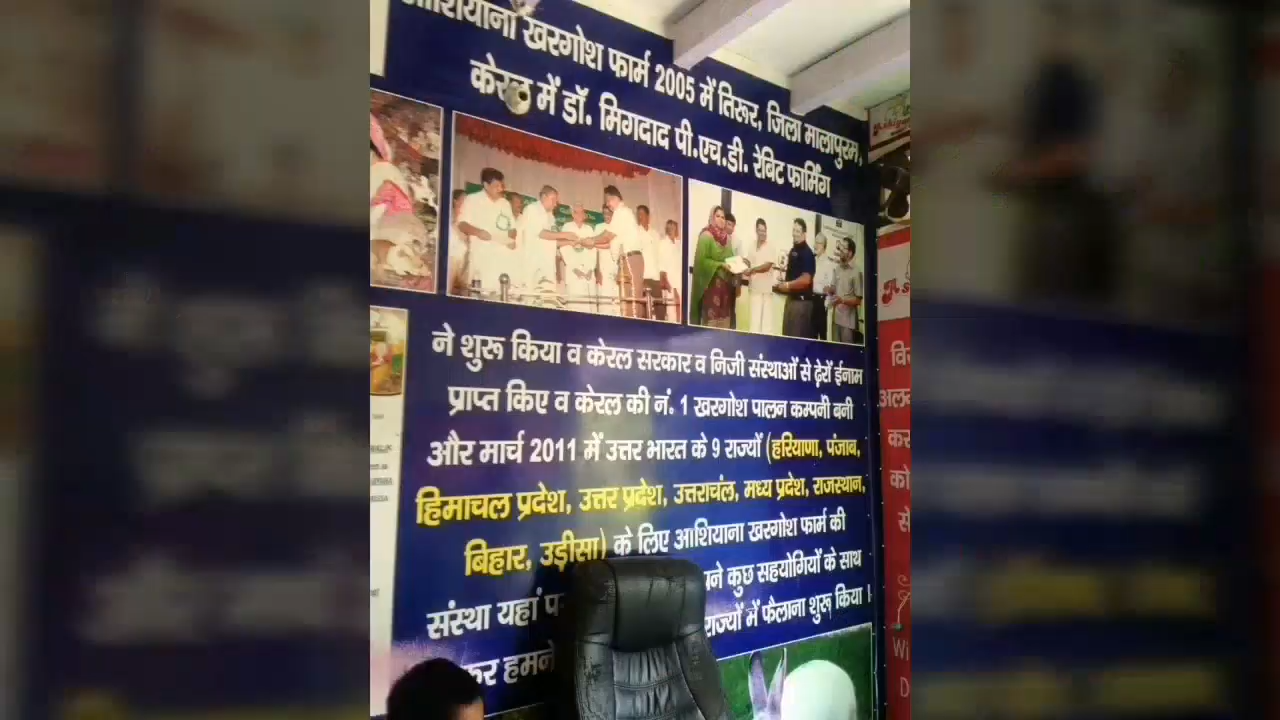 आशियाना खरगोश फार्म 2005 में तिरूर, जिला मालापुरम,
केरल में डॉ. मिगदाद पी.एच.डी. रेबिट फार्मिंग
ने शुरू किया व केरल सरकार व निजी संस्थाओं से ढ़ेरों ईनाम
प्राप्त किए व केरल की नं. 1 खरगोश पालन कम्पनी बनी
और मार्च 2011 में उत्तर भारत के 9 राज्यों (हरियाणा, पंजाब,
हिमाचल प्रदेश, उत्तर प्रदेश, उत्तराचंल, मध्य प्रदेश, राजस्थान,
बिहार, उड़ीसा) के लिए आशियाना खरगोश फार्म की
संस्था यहां कुछ सहयोगियों के साथ
हमने राज्यों में फैलाना शुरू किया।